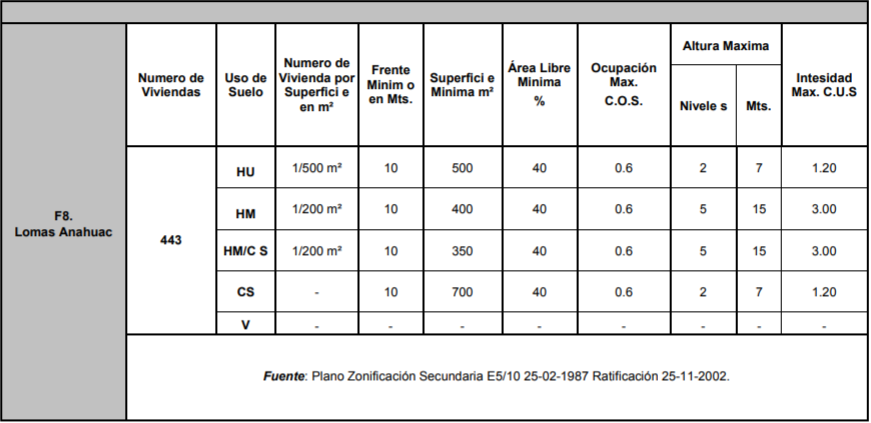 F8.
Lomas Anahuac
Numero de
Viviendas
Uso de
Suelo
Numero de
Vivienda por
Superfici e
en m²
Frente
Minim o
en Mts.
Superfici e
Minima m²
Área Libre
Minima
%
Ocupación
Max.
C.O.S.
Altura Maxima
Nivele s
Mts.
Intesidad
Max. C.U.S
443
HU 1/500 m² 10 500 40 0.6 2 7 1.20
HM 1/200 m² 10 400 40 0.6 5 15 3.00
HM/C S 1/200 m² 10 350 40 0.6 5 15 3.00
CS - 10 700 40 0.6 2 7 1.20
V - - - - - - - -
Fuente: Plano Zonificación Secundaria E5/10 25-02-1987 Ratificación 25-11-2002.